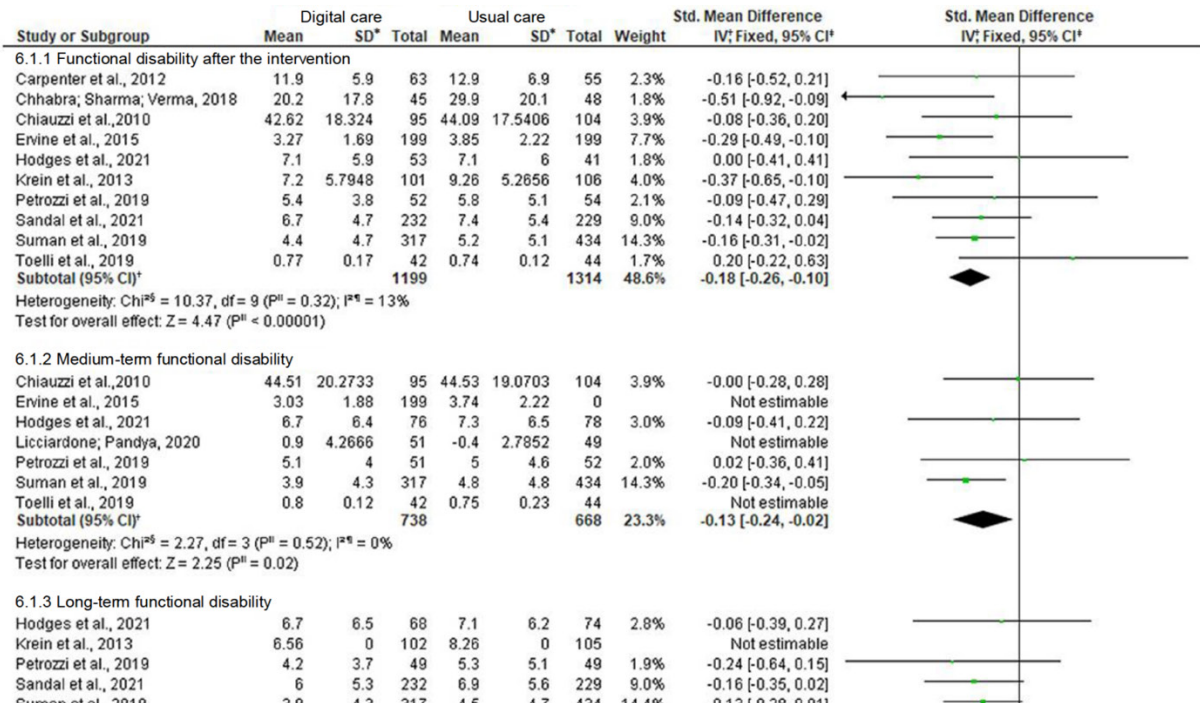 Digital care Usual care Std. Mean Difference Std. Mean Difference
Study or Subgroup Mean SD* Total Mean SD* Total Weight IV‡, Fixed, 95% CI† IV‡, Fixed, 95% CI†
6.1.1 Functional disability after the intervention
Carpenter et al., 2012 11.9 5.9 63 12.9 6.9 55 2.3% -0.16 [-0.52, 0.21]
Chhabra; Sharma; Verma, 2018 20.2 17.8 45 29.9 20.1 48 1.8% -0.51 [-0.92, -0.09]
Chiauzzi et al.,2010 42.62 18.324 95 44.09 17.5406 104 3.9% -0.08 [-0.36, 0.20]
Ervine et al., 2015 3.27 1.69 199 3.85 2.22 199 7.7% -0.29 [-0.49, -0.10]
Hodges et al., 2021 7.1 5.9 53 7.1 6 41 1.8% 0.00 [-0.41, 0.41]
Krein et al., 2013 7.2 5.7948 101 9.26 5.2656 106 4.0% -0.37 [-0.65, -0.10]
Petrozzi et al., 2019 5.4 3.8 52 5.8 5.1 54 2.1% -0.09 [-0.47, 0.29]
Sandal et al., 2021 6.7 4.7 232 7.4 5.4 229 9.0% -0.14 [-0.32, 0.04]
Suman et al., 2019 4.4 4.7 317 5.2 5.1 434 14.3% -0.16 [-0.31, -0.02]
Toelli et al., 2019 0.77 0.17 42 0.74 0.12 44 1.7% 0.20 [-0.22, 0.63]
Subtotal (95% CI)† 1199 1314 48.6% -0.18 [-0.26, -0.10]
Heterogeneity: Chi²§ = 10.37, df = 9 (P|| = 0.32); I²¶ = 13%
Test for overall effect: Z = 4.47 (P|| < 0.00001)
6.1.2 Medium-term functional disability
Chiauzzi et al.,2010 44.51 20.2733 95 44.53 19.0703 104 3.9% -0.00 [-0.28, 0.28]
Ervine et al., 2015 3.03 1.88 199 3.74 2.22 0 Not estimable
Hodges et al., 2021 6.7 6.4 76 7.3 6.5 78 3.0% -0.09 [-0.41, 0.22]
Licciardone; Pandya, 2020 0.9 4.2666 51 -0.4 2.7852 49 Not estimable
Petrozzi et al., 2019 5.1 4 51 5 4.6 52 2.0% 0.02 [-0.36, 0.41]
Suman et al., 2019 3.9 4.3 317 4.8 4.8 434 14.3% -0.20 [-0.34, -0.05]
Toelli et al., 2019 0.8 0.12 42 0.75 0.23 44 Not estimable
Subtotal (95% CI)† 738 668 23.3% -0.13 [-0.24, -0.02]
Heterogeneity: Chi²§ = 2.27, df = 3 (P|| = 0.52); I²¶ = 0%
Test for overall effect: Z = 2.25 (P|| = 0.02)
6.1.3 Long-term functional disability
Hodges et al., 2021 6.7 6.5 68 7.1 6.2 74 2.8% -0.06 [-0.39, 0.27]
Krein et al., 2013 6.56 0 102 8.26 0 105 Not estimable
Petrozzi et al., 2019 4.2 3.7 49 5.3 5.1 49 1.9% -0.24 [-0.64, 0.15]
Sandal et al., 2021 6 5.3 232 6.9 5.6 229 9.0% -0.16 [-0.35, 0.02]